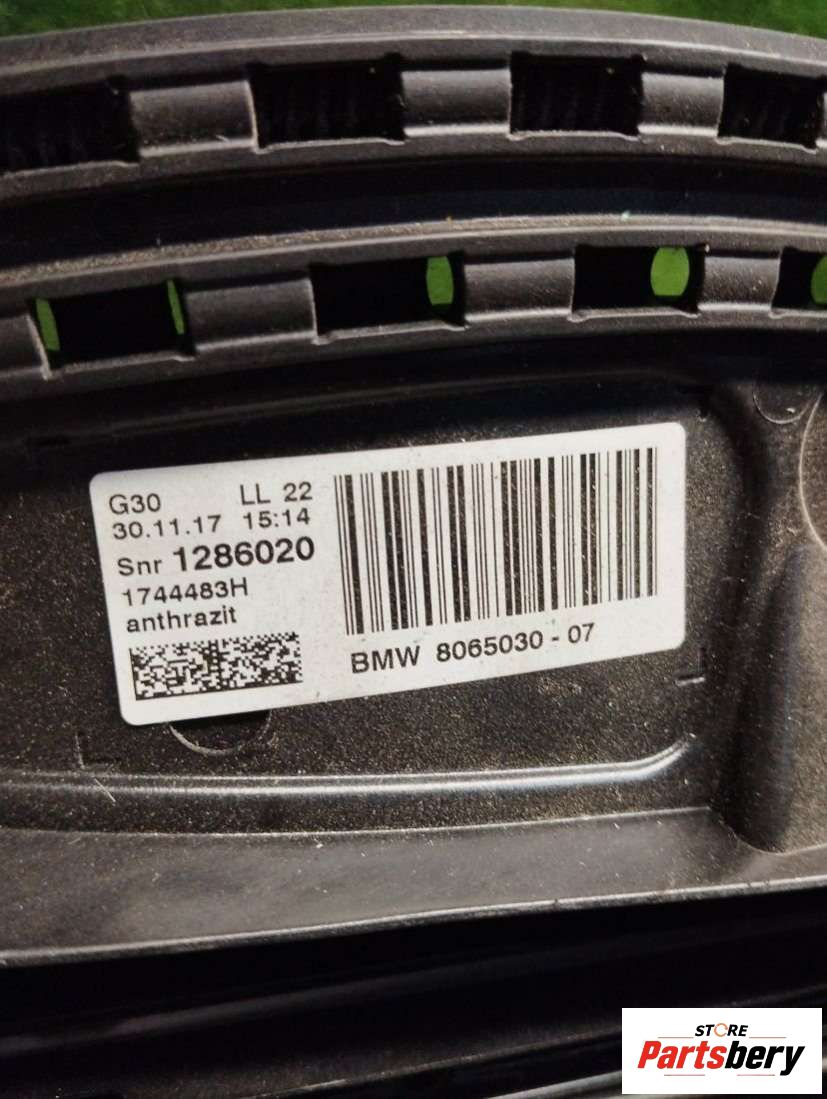 G30 LL 22
30.11.17 15:14
Snr 1286020
1744483H
anthrazit
BMW 8065030 - 07
STORE
Partsbery